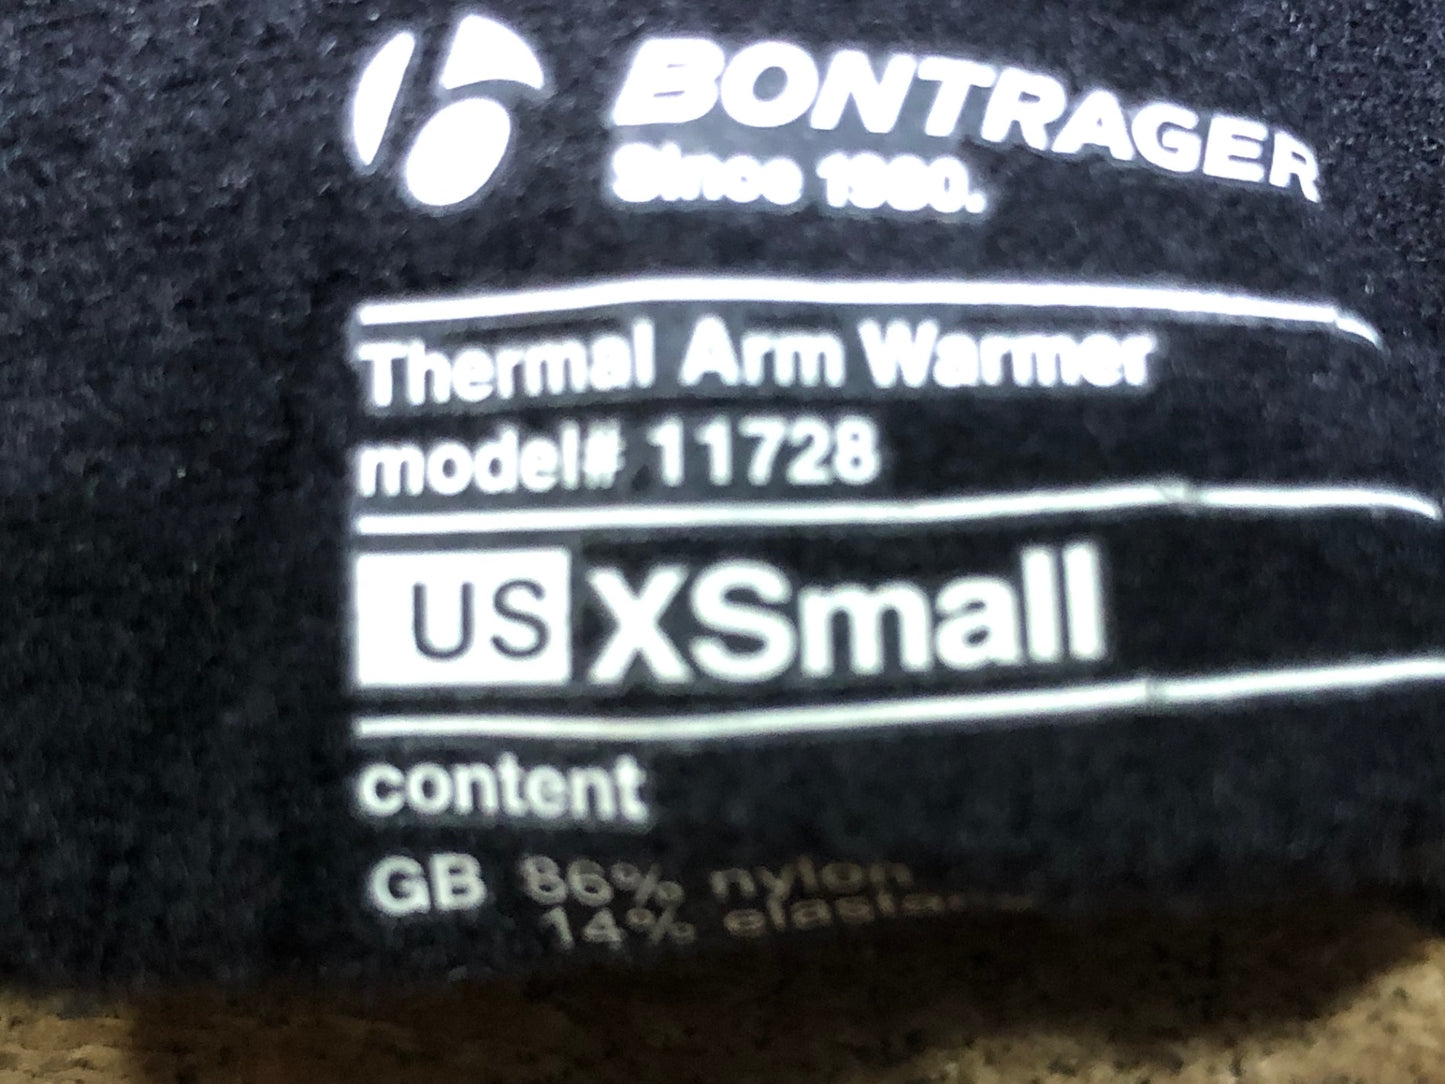 BONTRAGER
Since 1980.
Thermal Arm Warmer
model# 11728
US XSmall
content
GB 86% nylon
14%